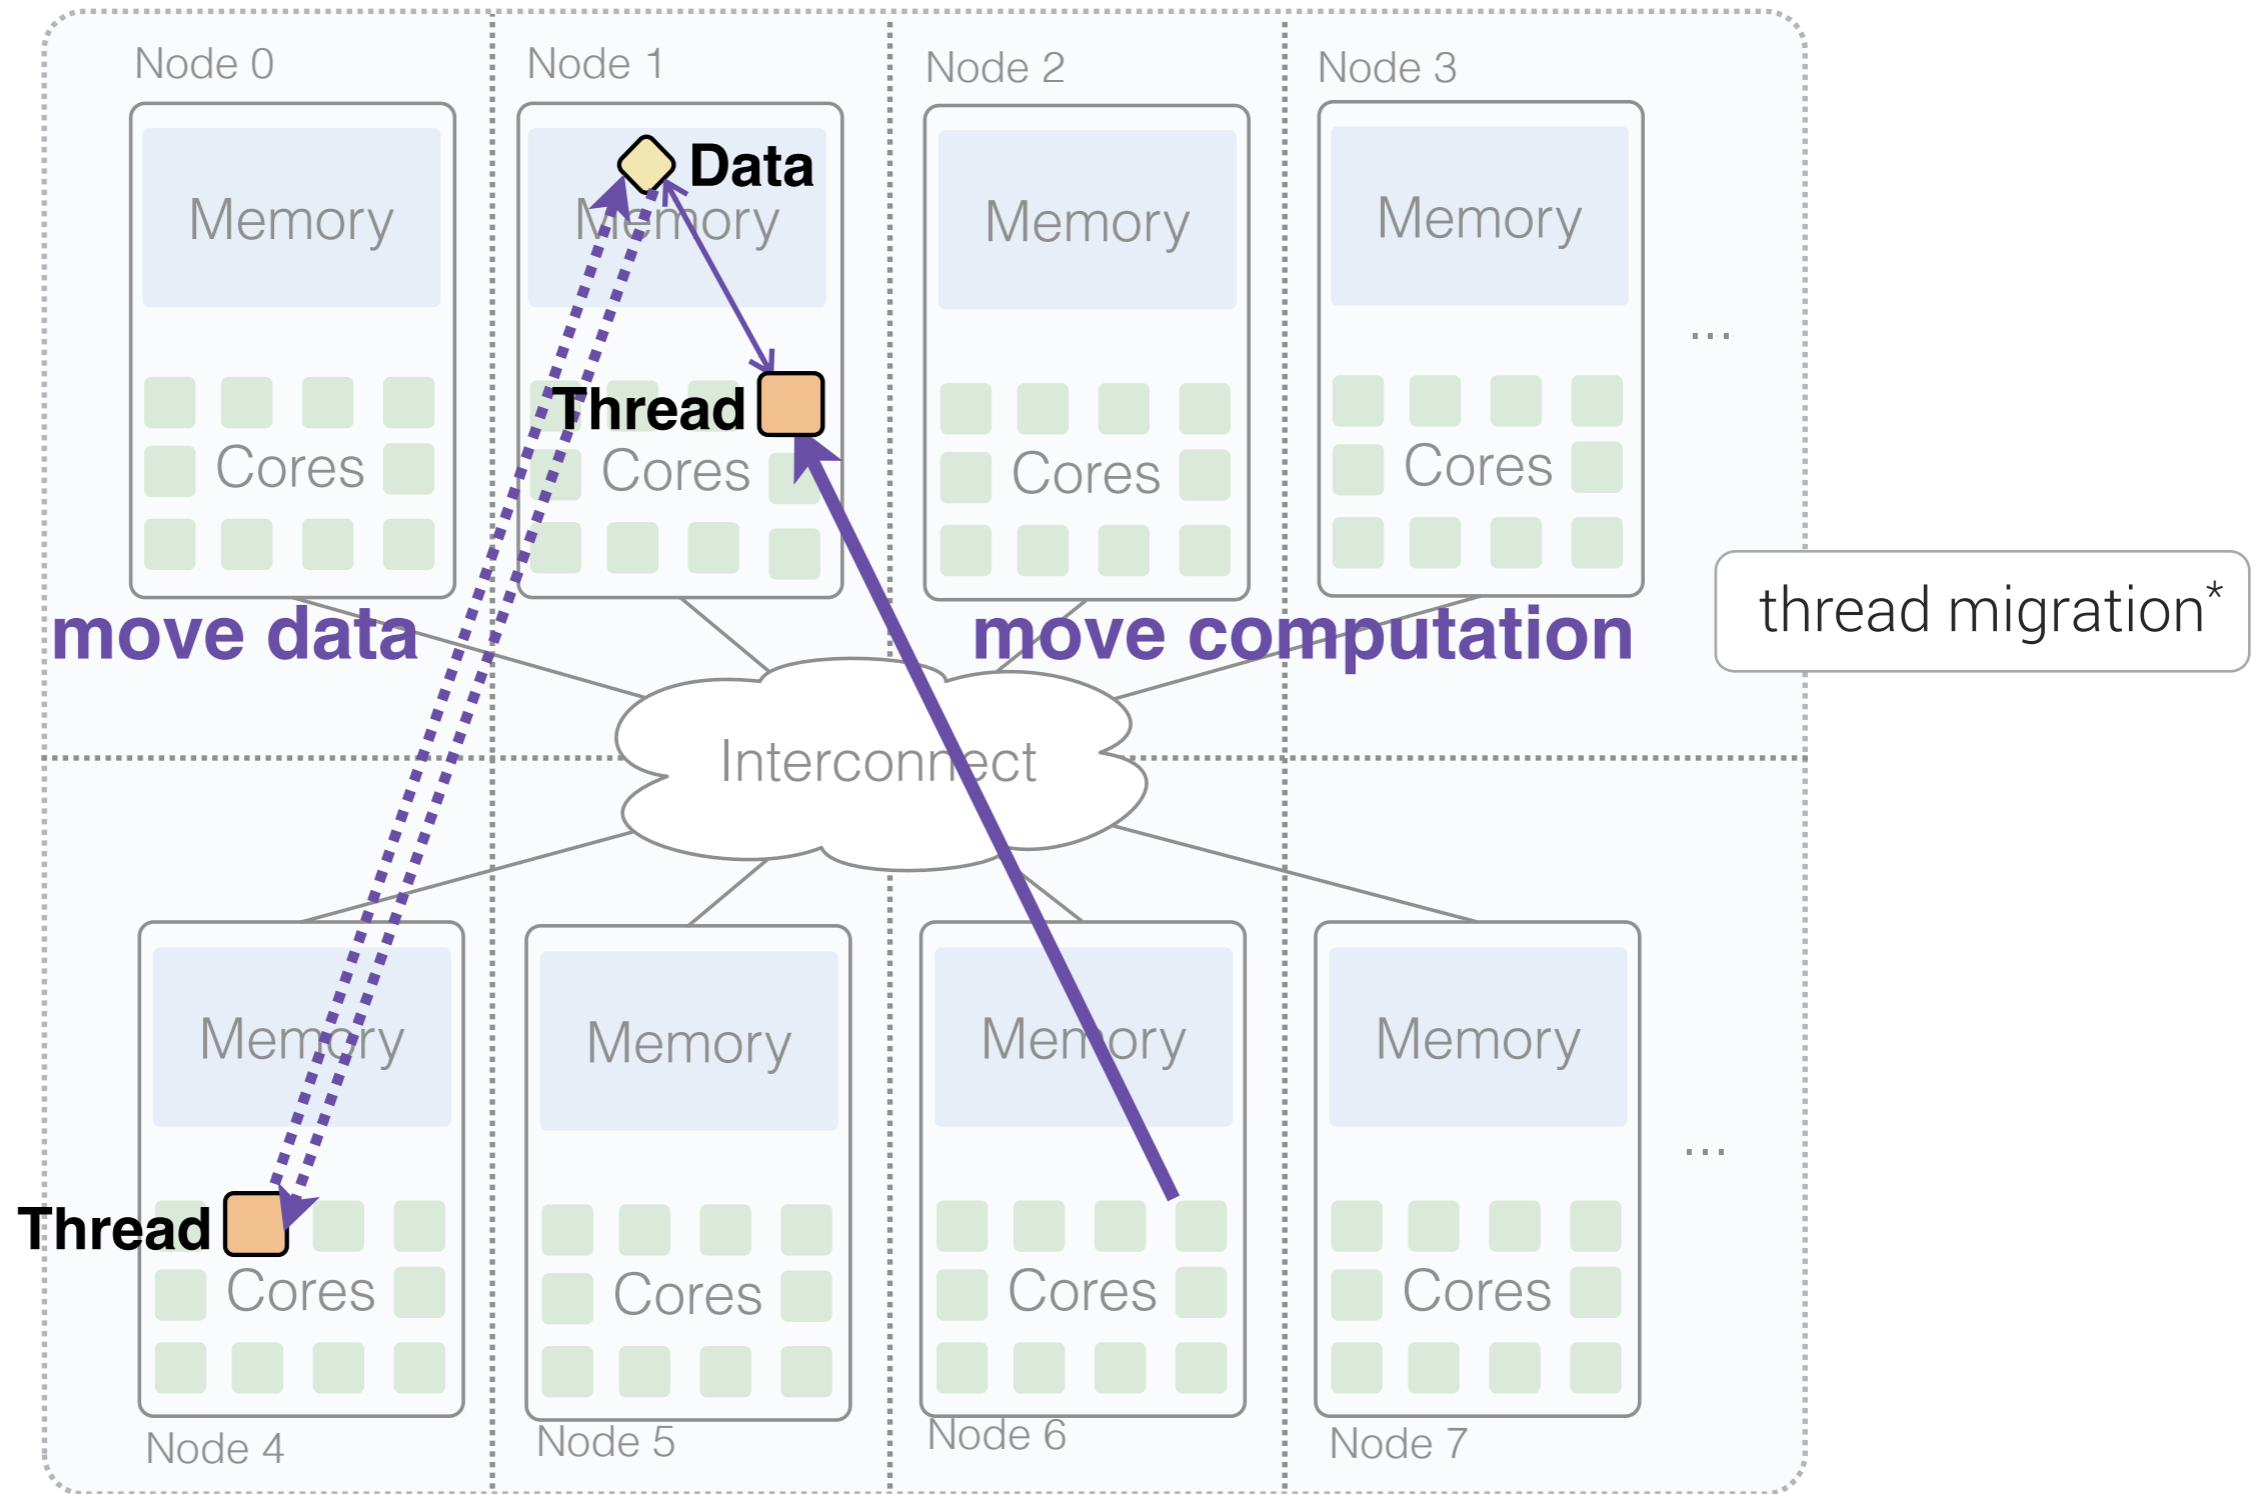 Node 0
Node 1
Node 2
Node 3
Data
Memory
Memory
Memory
Memory
...
Thread
Cores
Cores
Cores
Cores
thread migration*
move data
move computation
Interconnect
Memory
Memory
Memory
Memory
...
Thread
Cores
Cores
Cores
Cores
Node 4
Node 5
Node 6
Node 7